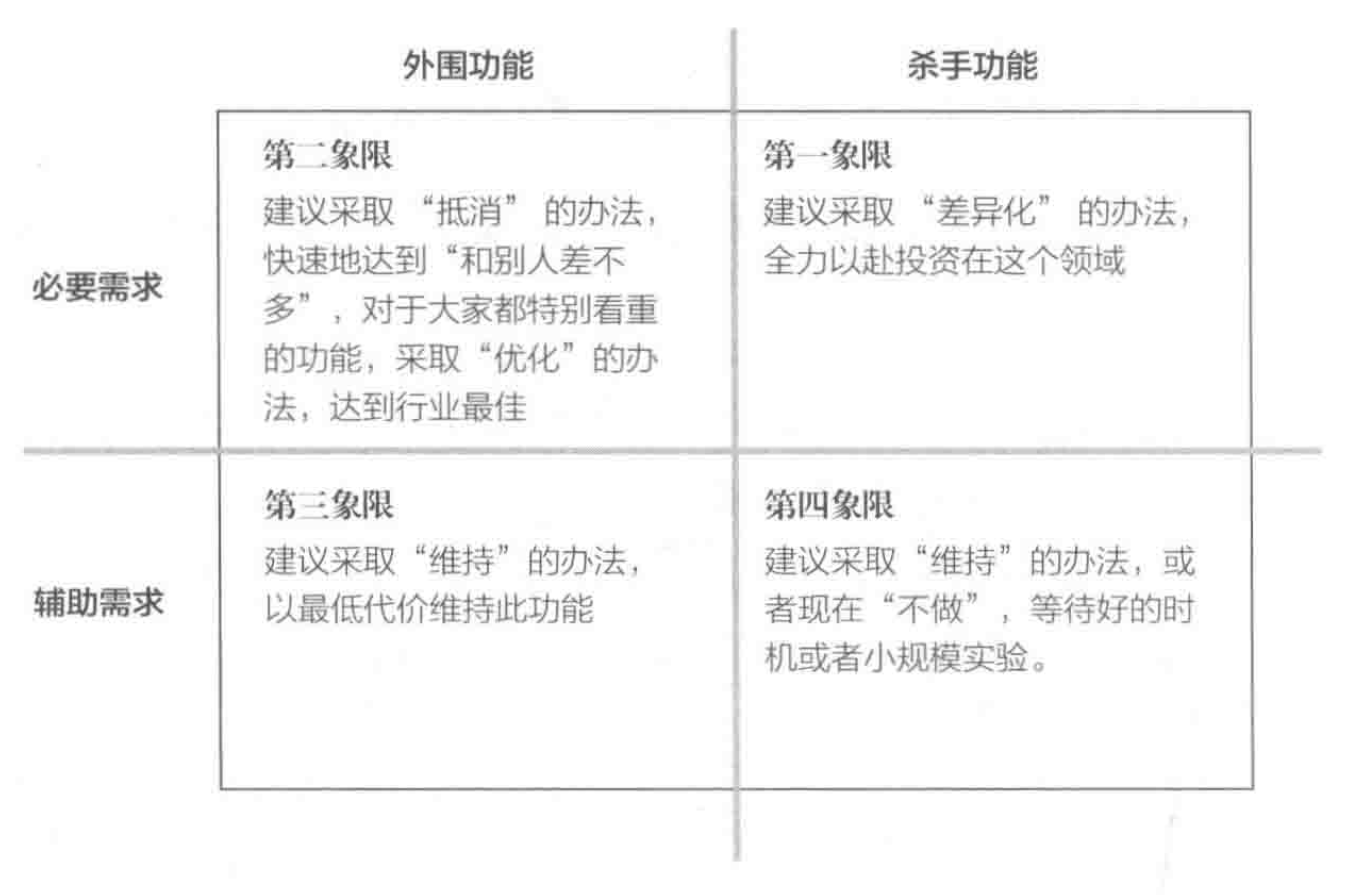 外围功能
杀手功能
必要需求
第二象限
建议采取 “抵消” 的办法，
快速地达到“和别人差不
多”，对于大家都特别看重
的功能，采取“优化”的办
法，达到行业最佳
第一象限
建议采取 “差异化” 的办法，
全力以赴投资在这个领域
辅助需求
第三象限
建议采取“维持”的办法，
以最低代价维持此功能
第四象限
建议采取“维持”的办法，或
者现在“不做”，等待好的时
机或者小规模实验。